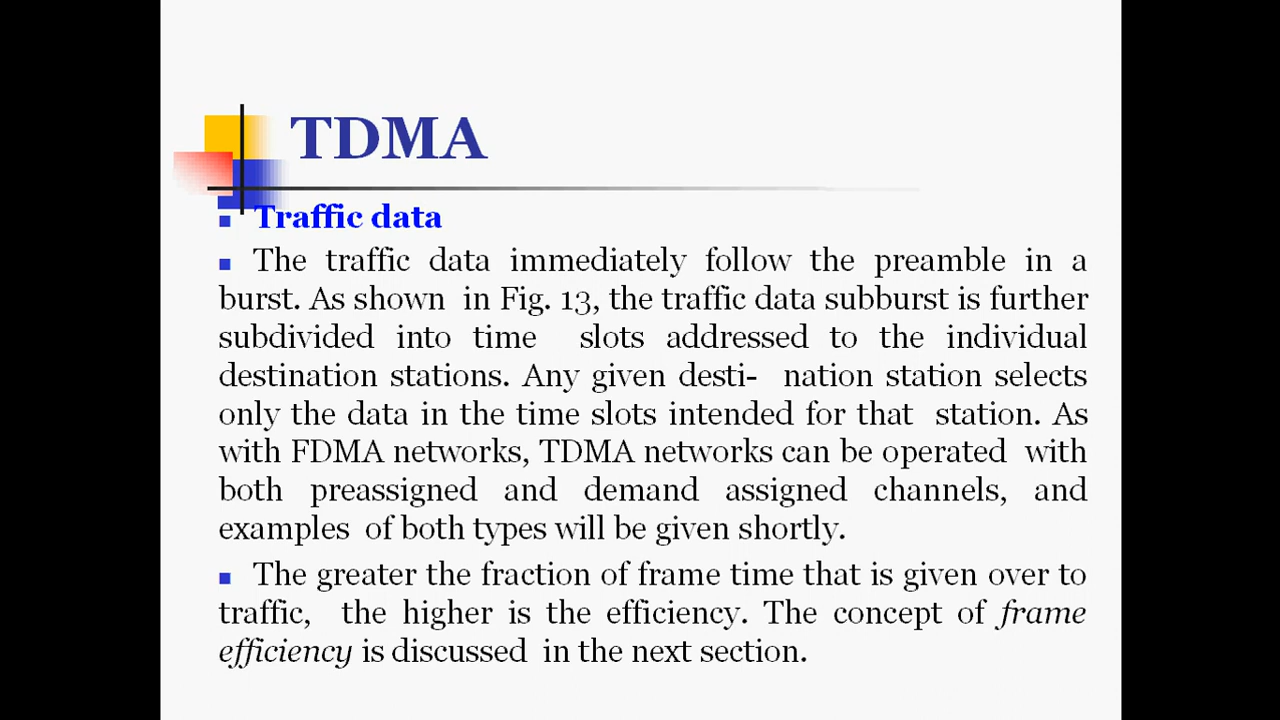 TDMA
Traffic data
The traffic data immediately follow the preamble in a
burst. As shown in Fig. 13, the traffic data subburst is further
subdivided into time slots addressed to the individual
destination stations. Any given desti- nation station selects
only the data in the time slots intended for that station. As
with FDMA networks, TDMA networks can be operated with
both preassigned and demand assigned channels, and
examples of both types will be given shortly.
The greater the fraction of frame time that is given over to
traffic, the higher is the efficiency. The concept of frame
efficiency is discussed in the next section.